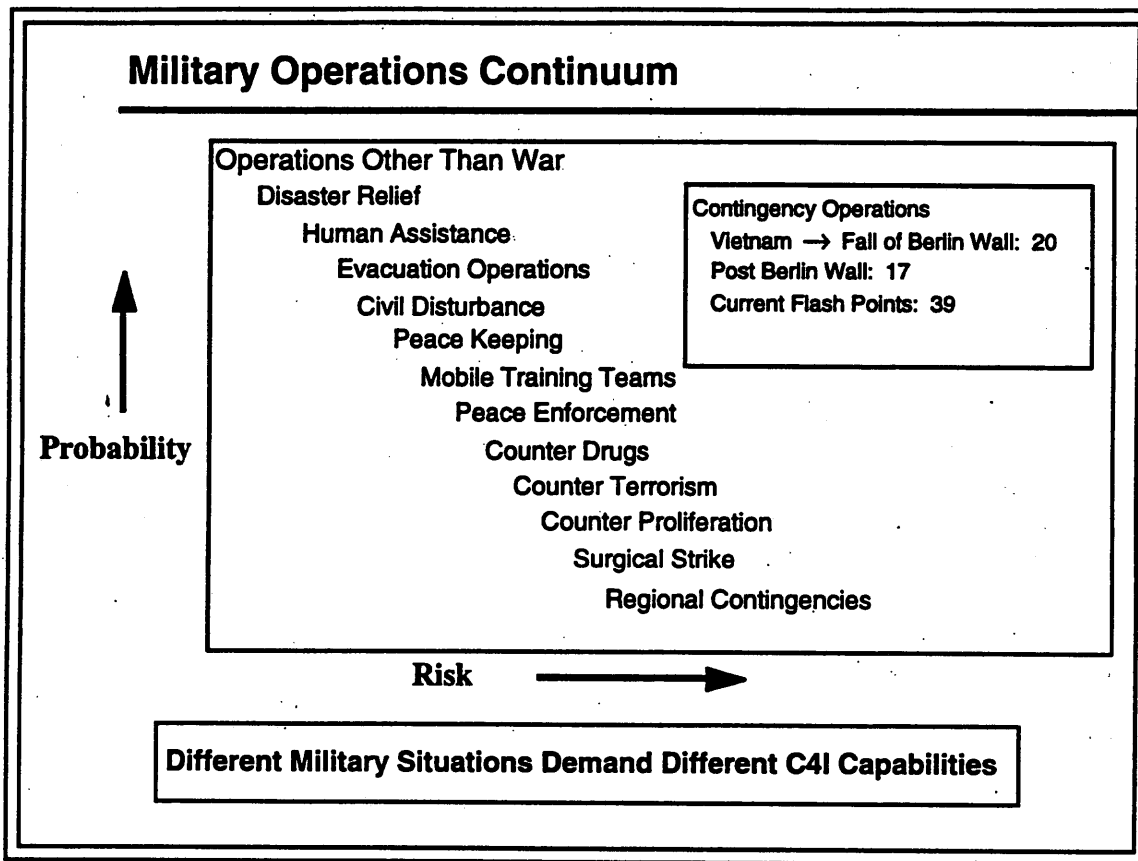 Military Operations Continuum
Operations Other Than War
Disaster Relief
Human Assistance
Evacuation Operations
Civil Disturbance
Peace Keeping
Mobile Training Teams
Peace Enforcement
Counter Drugs
Counter Terrorism
Counter Proliferation
Surgical Strike
Regional Contingencies
Contingency Operations
Vietnam → Fall of Berlin Wall: 20
Post Berlin Wall: 17
Current Flash Points: 39
Probability
Risk
Different Military Situations Demand Different C4I Capabilities